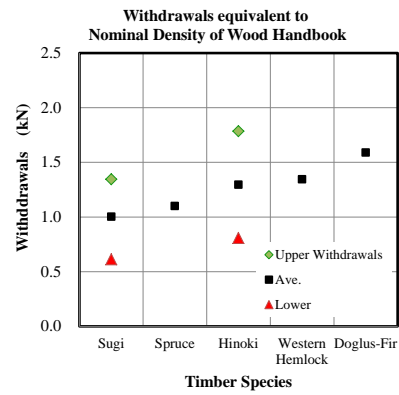 Withdrawals equivalent to
Nominal Density of Wood Handbook
2.5
2.0
1.5
1.0
0.5
0.0
Withddrawals (kN)
Upper Withdrawals
Ave.
Lower
Sugi
Spruce
Hinoki
Western
Hemlock
Doglus-Fir
Timber Species